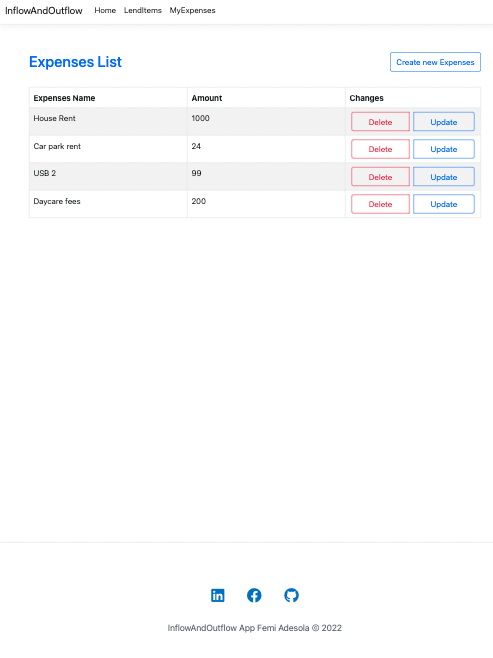 InflowAndOutflow Home LendItems MyExpenses
Expenses List
Create new Expenses
Expenses Name Amount Changes
House Rent 1000 Delete Update
Car park rent 24 Delete Update
USB 2 99 Delete Update
Daycare fees 200 Delete Update
InflowAndOutflow App Femi Adesola © 2022